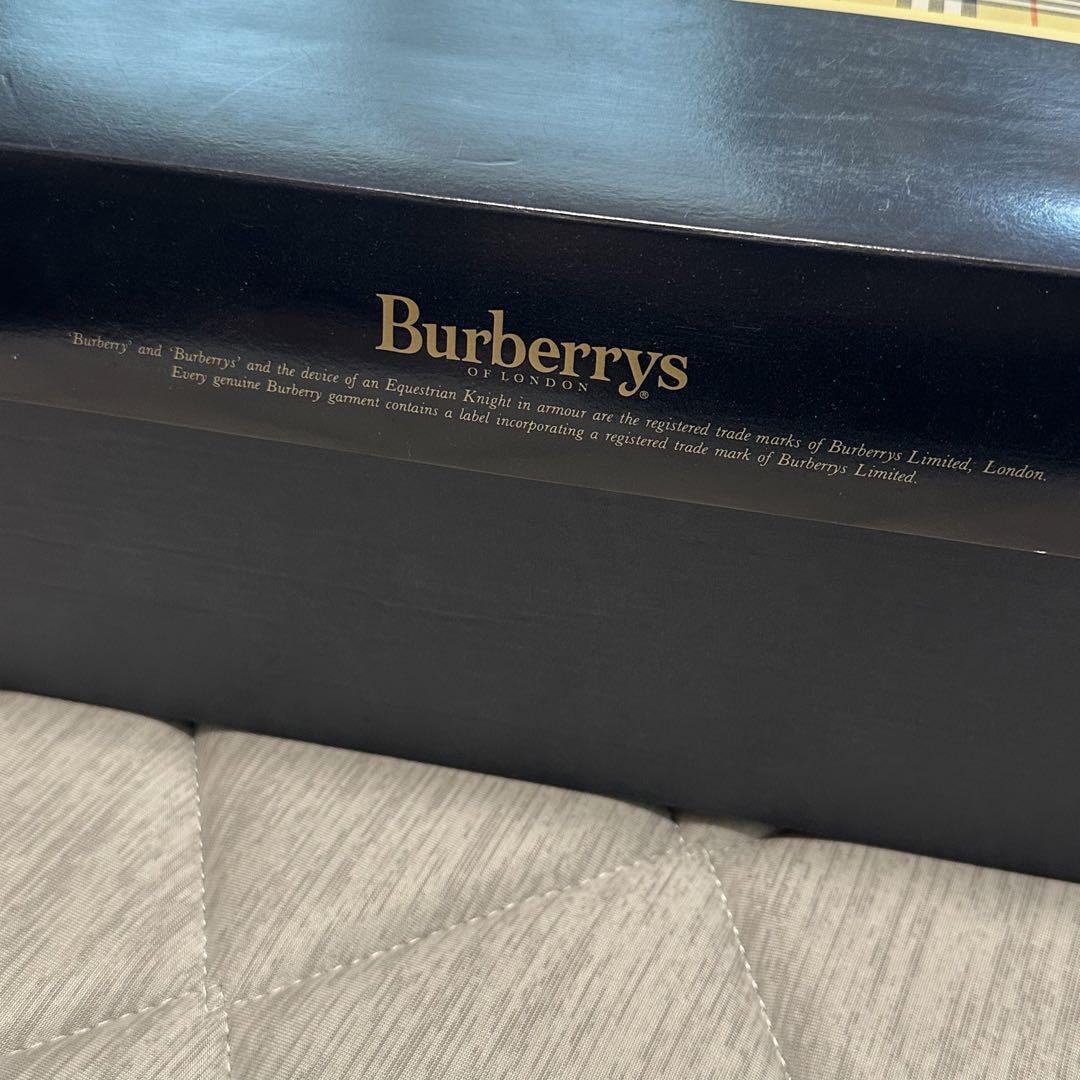 Burberrys
OF LONDON®
'Burberry' and 'Burberrys' and the device of an Equestrian Knight in armour are the registered trade marks of Burberrys Limited, London.
Every genuine Burberry garment contains a label incorporating a registered trade mark of Burberrys Limited.